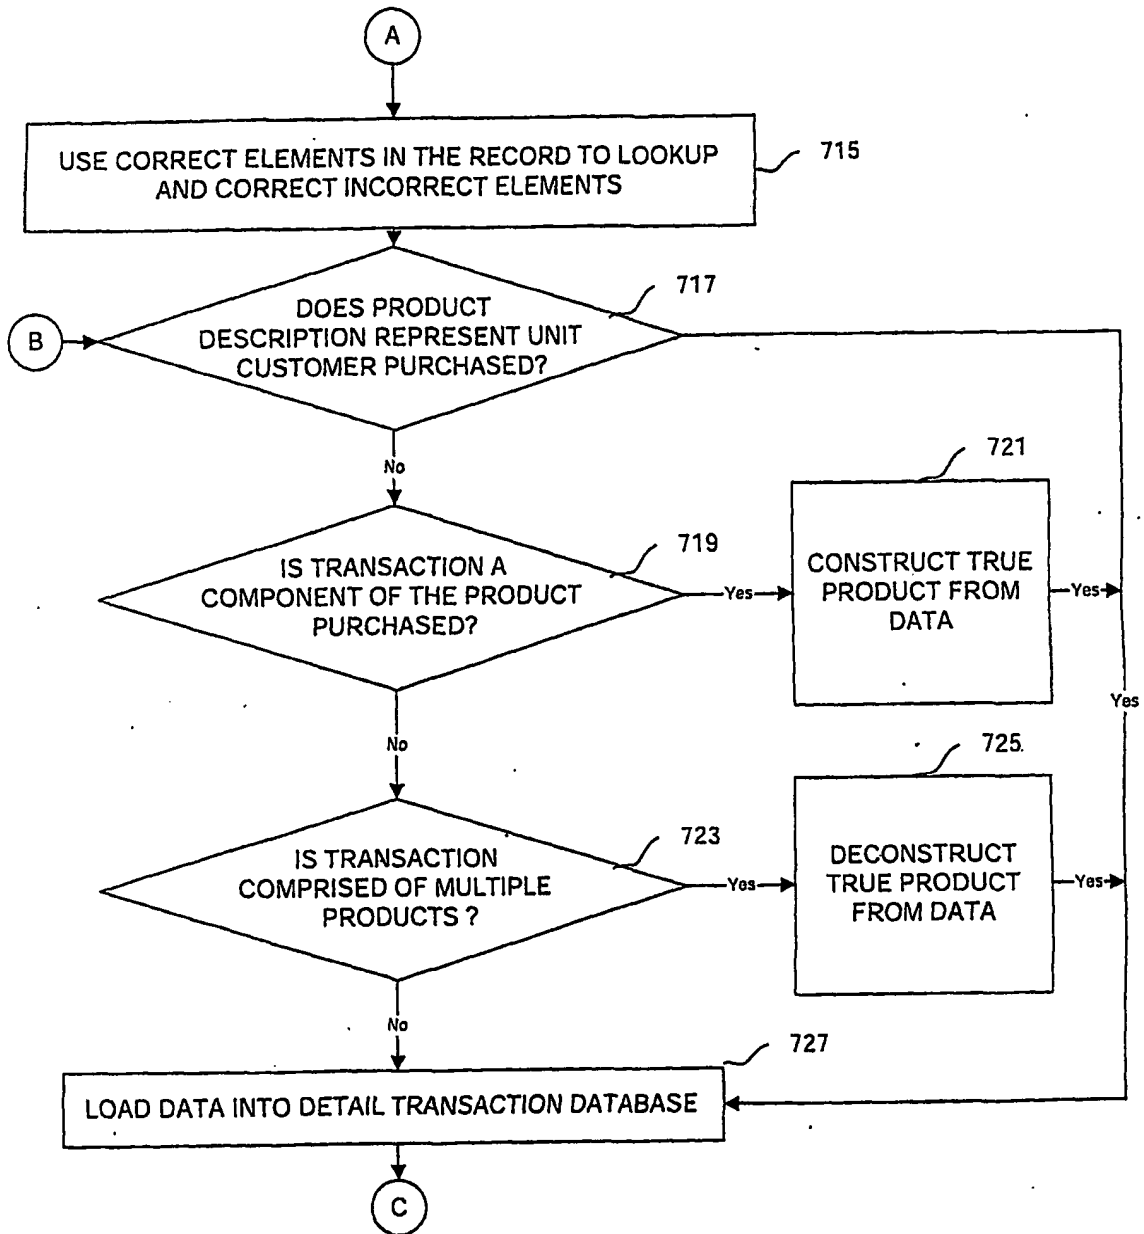 A
USE CORRECT ELEMENTS IN THE RECORD TO LOOKUP
AND CORRECT INCORRECT ELEMENTS
715
717
DOES PRODUCT
DESCRIPTION REPRESENT UNIT
CUSTOMER PURCHASED?
B
No
721
719
IS TRANSACTION A
COMPONENT OF THE PRODUCT
PURCHASED?
Yes
CONSTRUCT TRUE
PRODUCT FROM
DATA
Yes
Yes
No
725
723
IS TRANSACTION
COMPRISED OF MULTIPLE
PRODUCTS ?
Yes
DECONSTRUCT
TRUE PRODUCT
FROM DATA
Yes
No
727
LOAD DATA INTO DETAIL TRANSACTION DATABASE
C